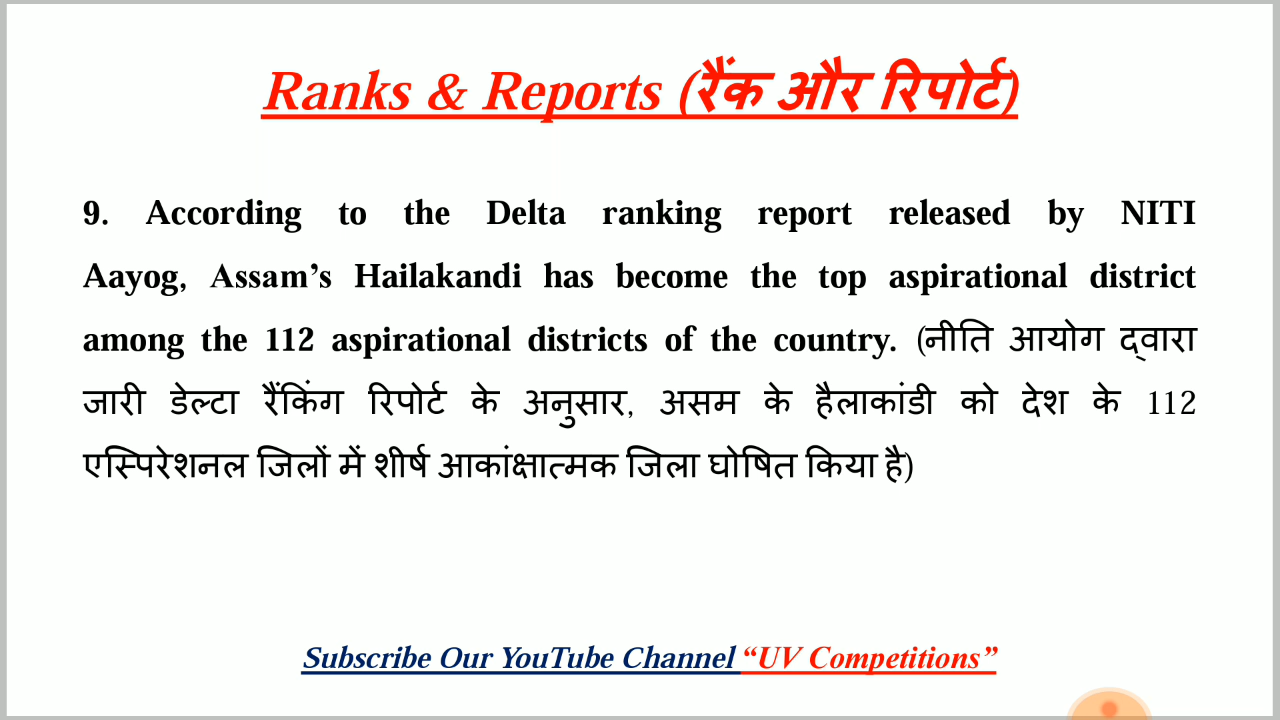 Ranks & Reports (रैंक और रिपोर्ट)
9. According to the Delta ranking report released by NITI
Aayog, Assam’s Hailakandi has become the top aspirational district
among the 112 aspirational districts of the country. (नीति आयोग द्वारा
जारी डेल्टा रैंकिंग रिपोर्ट के अनुसार, असम के हैलाकांडी को देश के 112
एस्पिरेशनल जिलों में शीर्ष आकांक्षात्मक जिला घोषित किया है)
Subscribe Our YouTube Channel “UV Competitions”